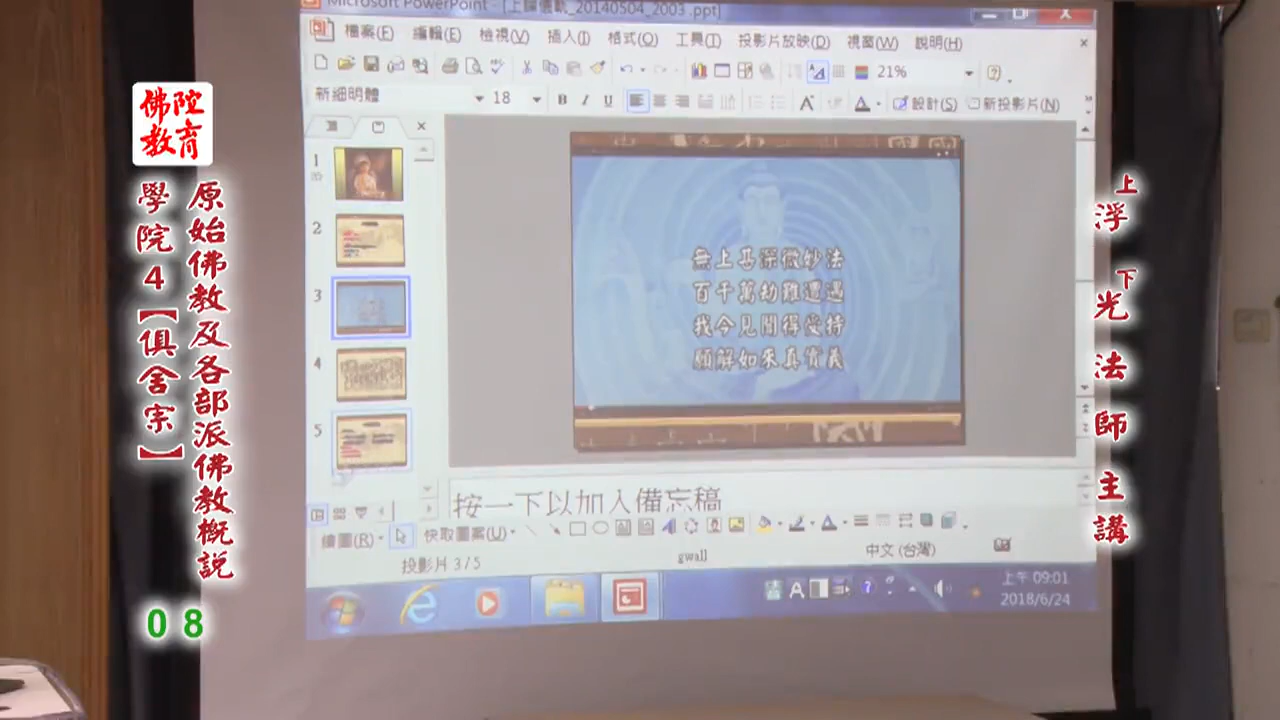 Microsoft PowerPoint - [上課儀軌_20140504_2003 .ppt]
檔案(F) 編輯(E) 檢視(V) 插入(I) 格式(O) 工具(T) 投影片放映(D) 視窗(W) 說明(H)
21%
新細明體 18 B I U 設計(S) 新投影片(N)
1
2
3
4
5
無上甚深微妙法
百千萬劫難遭遇
我今見聞得受持
願解如來真實義
按一下以加入備忘稿
繪圖(R) 快取圖案(U)
投影片 3 / 5 gwall 中文 (台灣)
上午 09:01
2018/6/24
佛陀
教育
原始佛教及各部派佛教概說
學院4【俱舍宗】
08
上浮下光法師主講